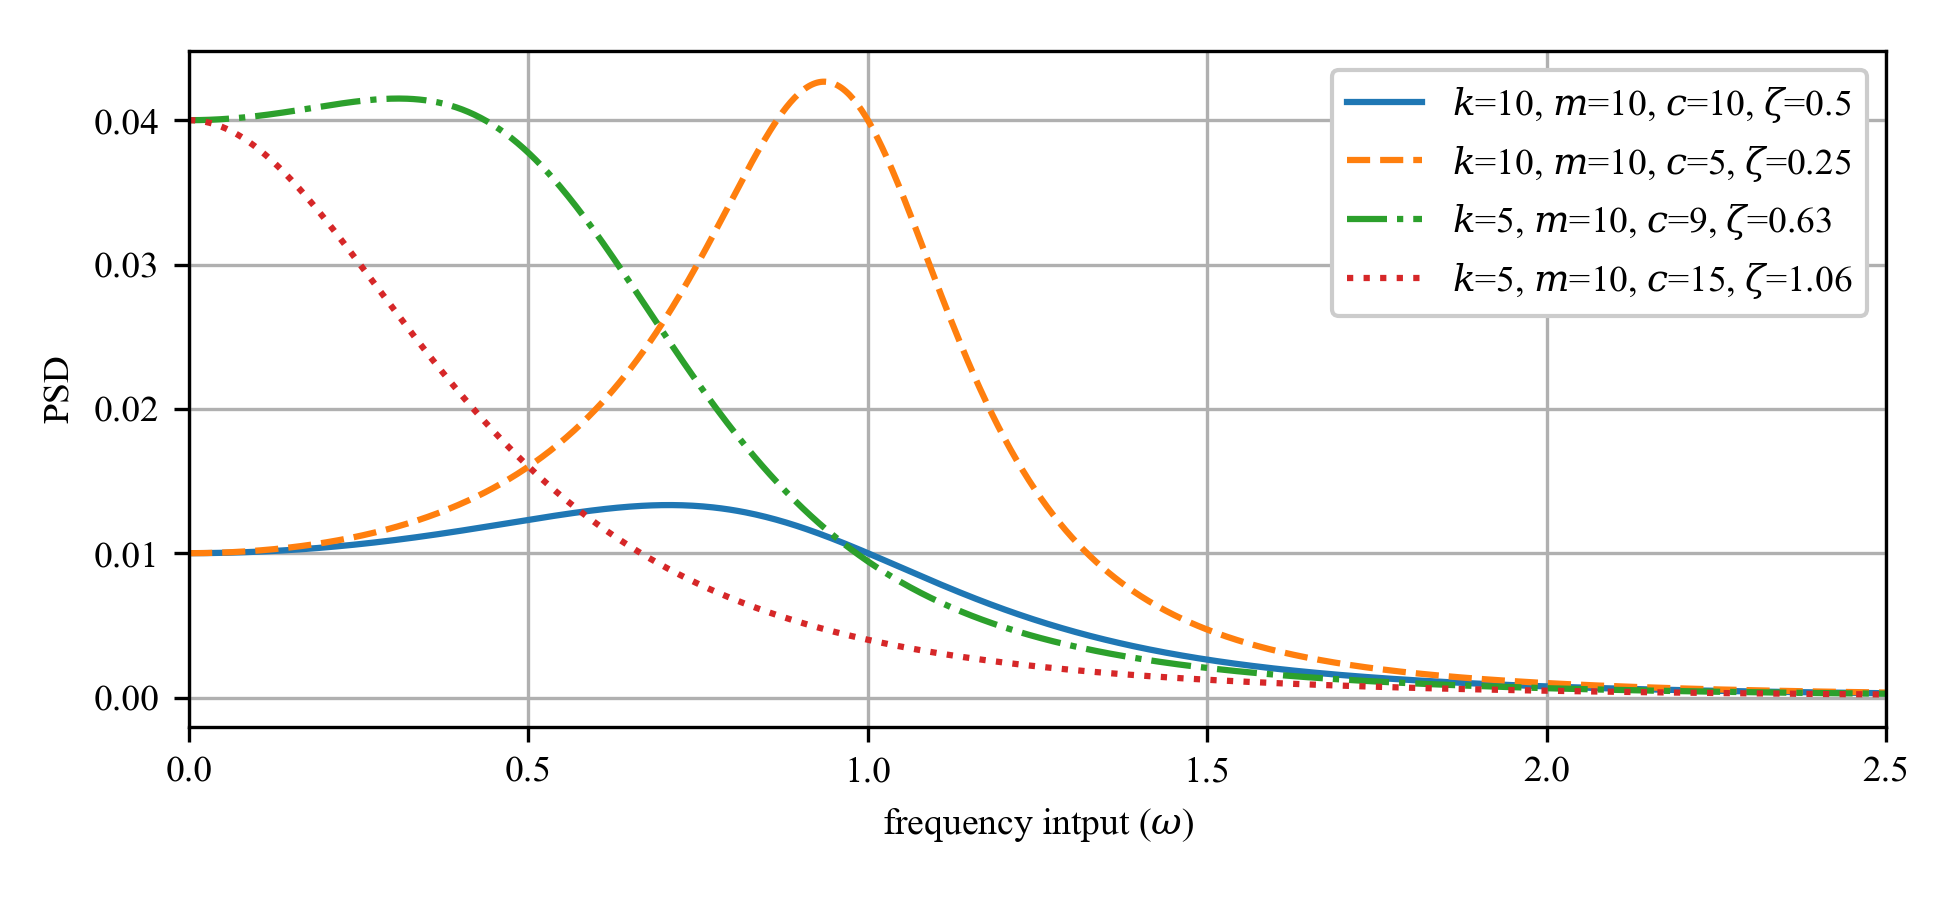 k=10, m=10, c=10, ζ=0.5
k=10, m=10, c=5, ζ=0.25
k=5, m=10, c=9, ζ=0.63
k=5, m=10, c=15, ζ=1.06
0.04
0.03
0.02
0.01
0.00
PSD
0.0 0.5 1.0 1.5 2.0 2.5
frequency intput (ω)